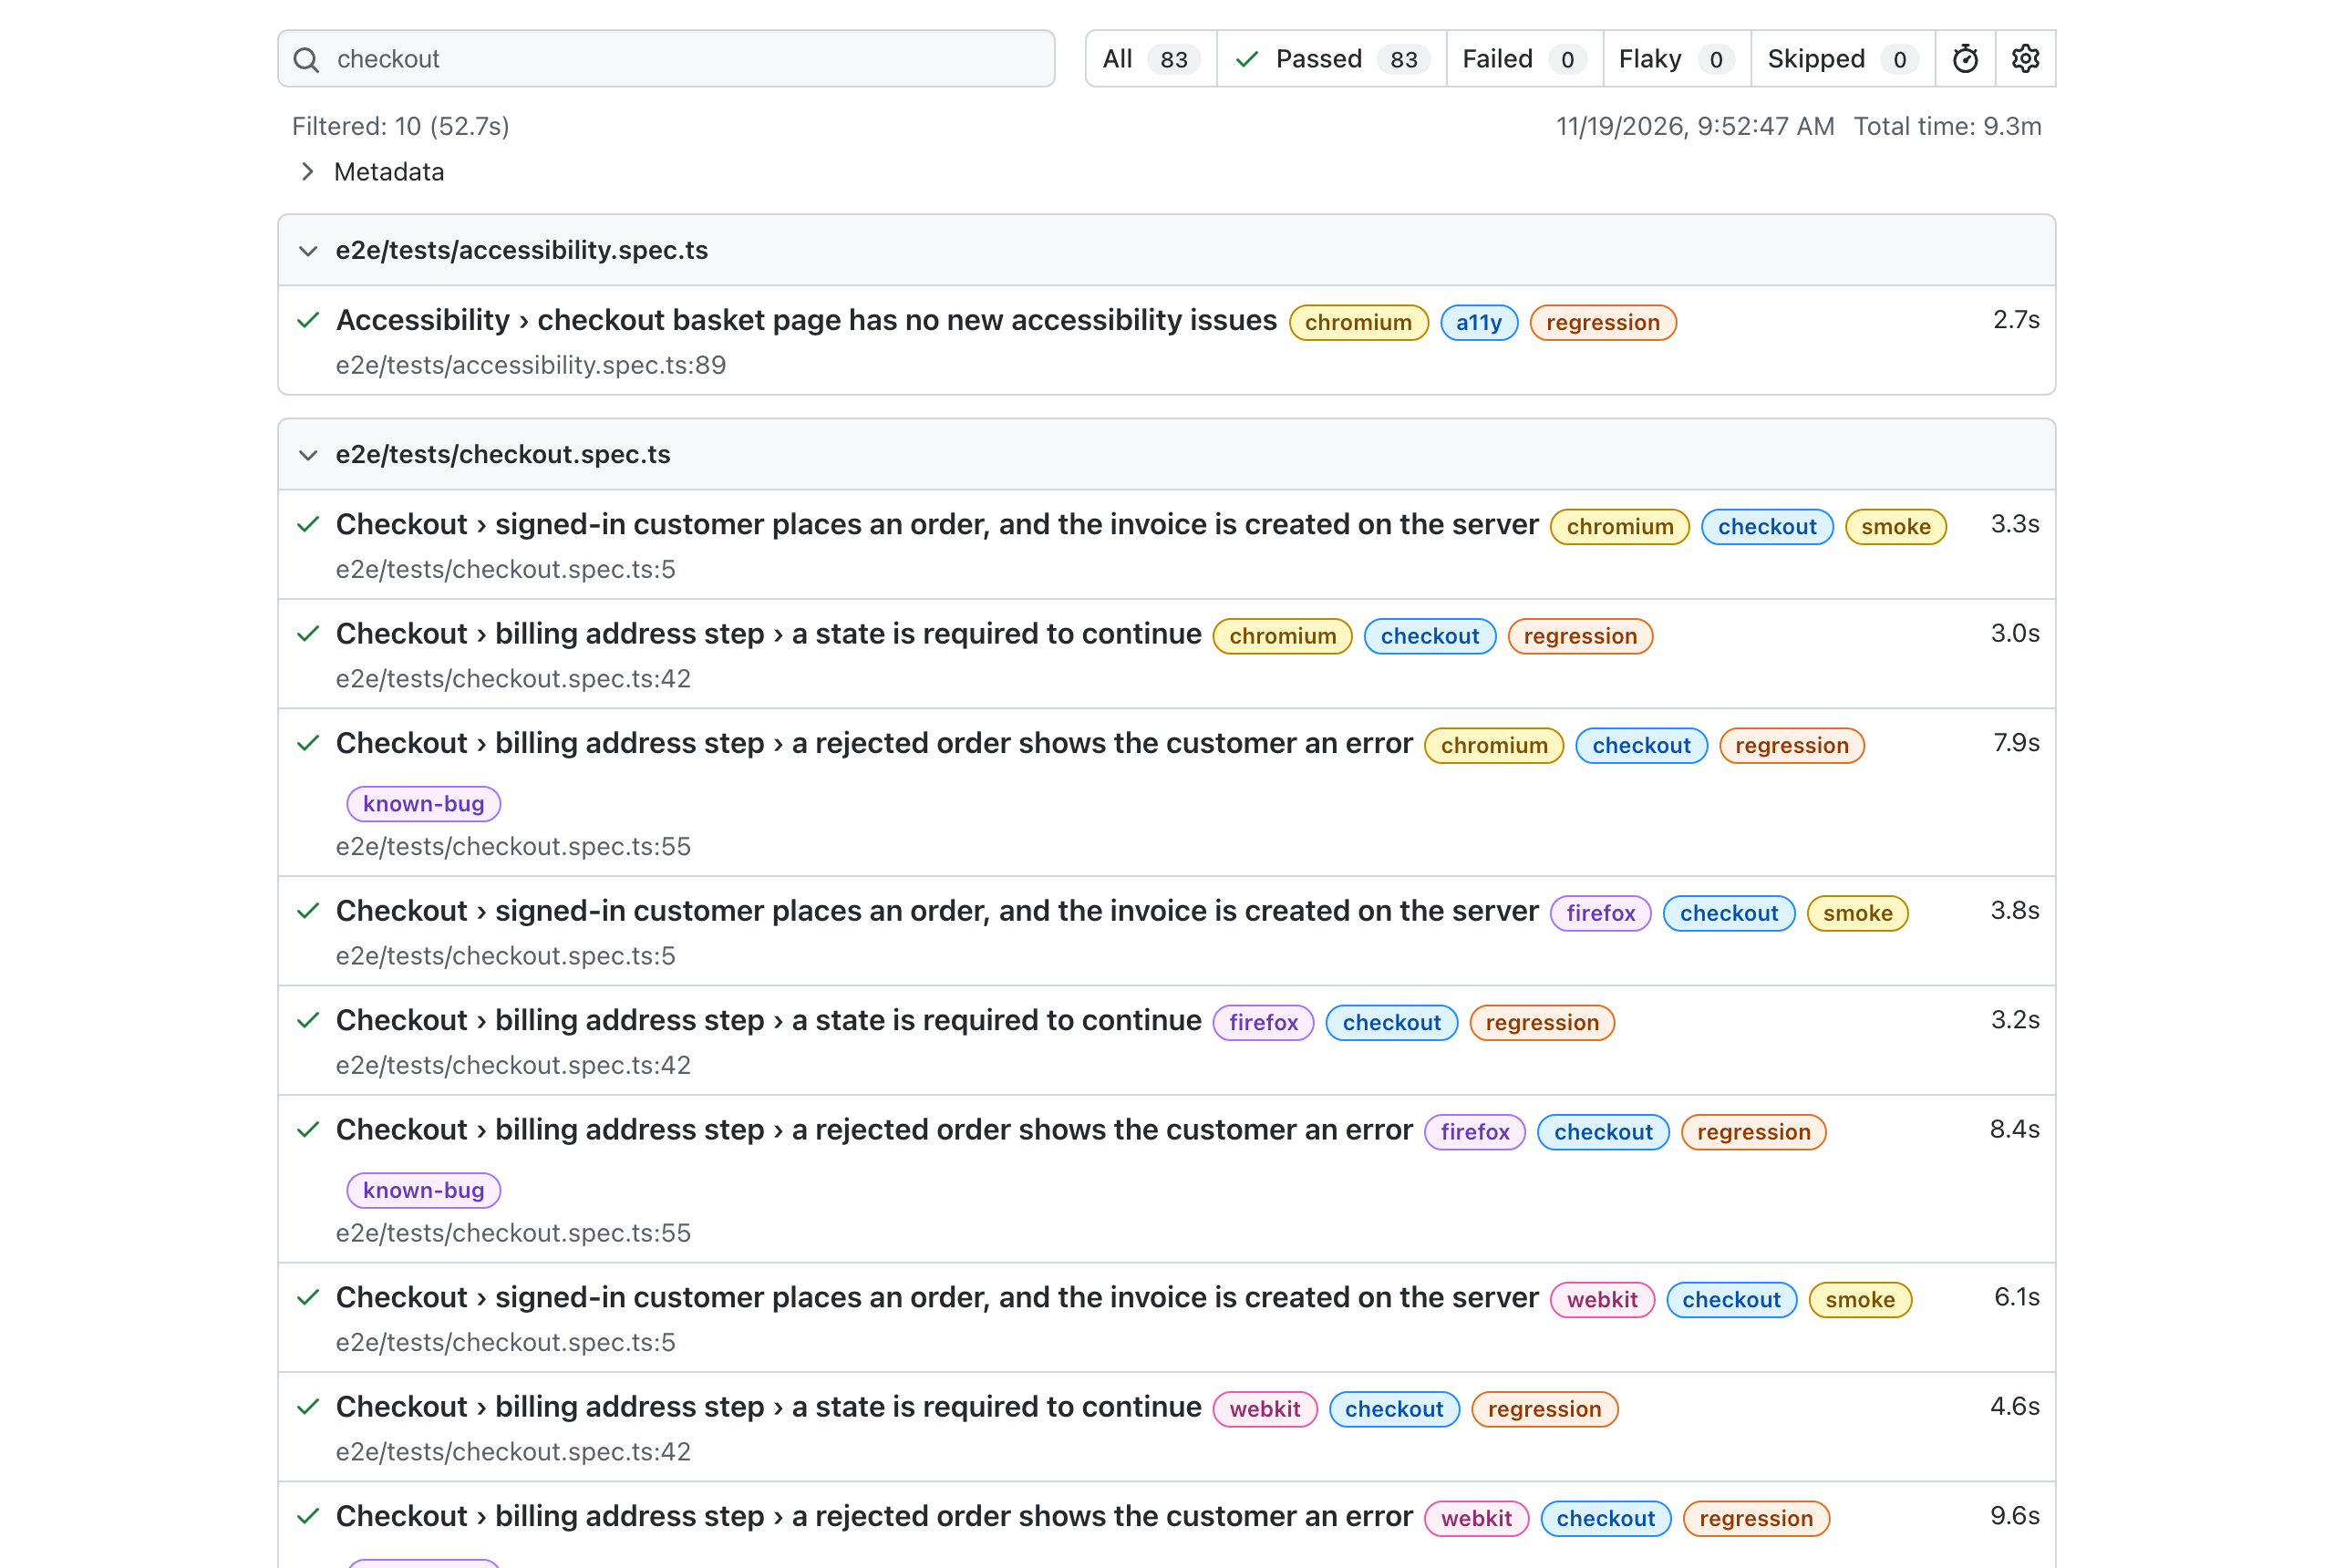 checkout
All 83 Passed 83 Failed 0 Flaky 0 Skipped 0
Filtered: 10 (52.7s)
11/19/2026, 9:52:47 AM Total time: 9.3m
Metadata
e2e/tests/accessibility.spec.ts
Accessibility › checkout basket page has no new accessibility issues chromium a11y regression 2.7s
e2e/tests/accessibility.spec.ts:89
e2e/tests/checkout.spec.ts
Checkout › signed-in customer places an order, and the invoice is created on the server chromium checkout smoke 3.3s
e2e/tests/checkout.spec.ts:5
Checkout › billing address step › a state is required to continue chromium checkout regression 3.0s
e2e/tests/checkout.spec.ts:42
Checkout › billing address step › a rejected order shows the customer an error chromium checkout regression 7.9s
known-bug
e2e/tests/checkout.spec.ts:55
Checkout › signed-in customer places an order, and the invoice is created on the server firefox checkout smoke 3.8s
e2e/tests/checkout.spec.ts:5
Checkout › billing address step › a state is required to continue firefox checkout regression 3.2s
e2e/tests/checkout.spec.ts:42
Checkout › billing address step › a rejected order shows the customer an error firefox checkout regression 8.4s
known-bug
e2e/tests/checkout.spec.ts:55
Checkout › signed-in customer places an order, and the invoice is created on the server webkit checkout smoke 6.1s
e2e/tests/checkout.spec.ts:5
Checkout › billing address step › a state is required to continue webkit checkout regression 4.6s
e2e/tests/checkout.spec.ts:42
Checkout › billing address step › a rejected order shows the customer an error webkit checkout regression 9.6s